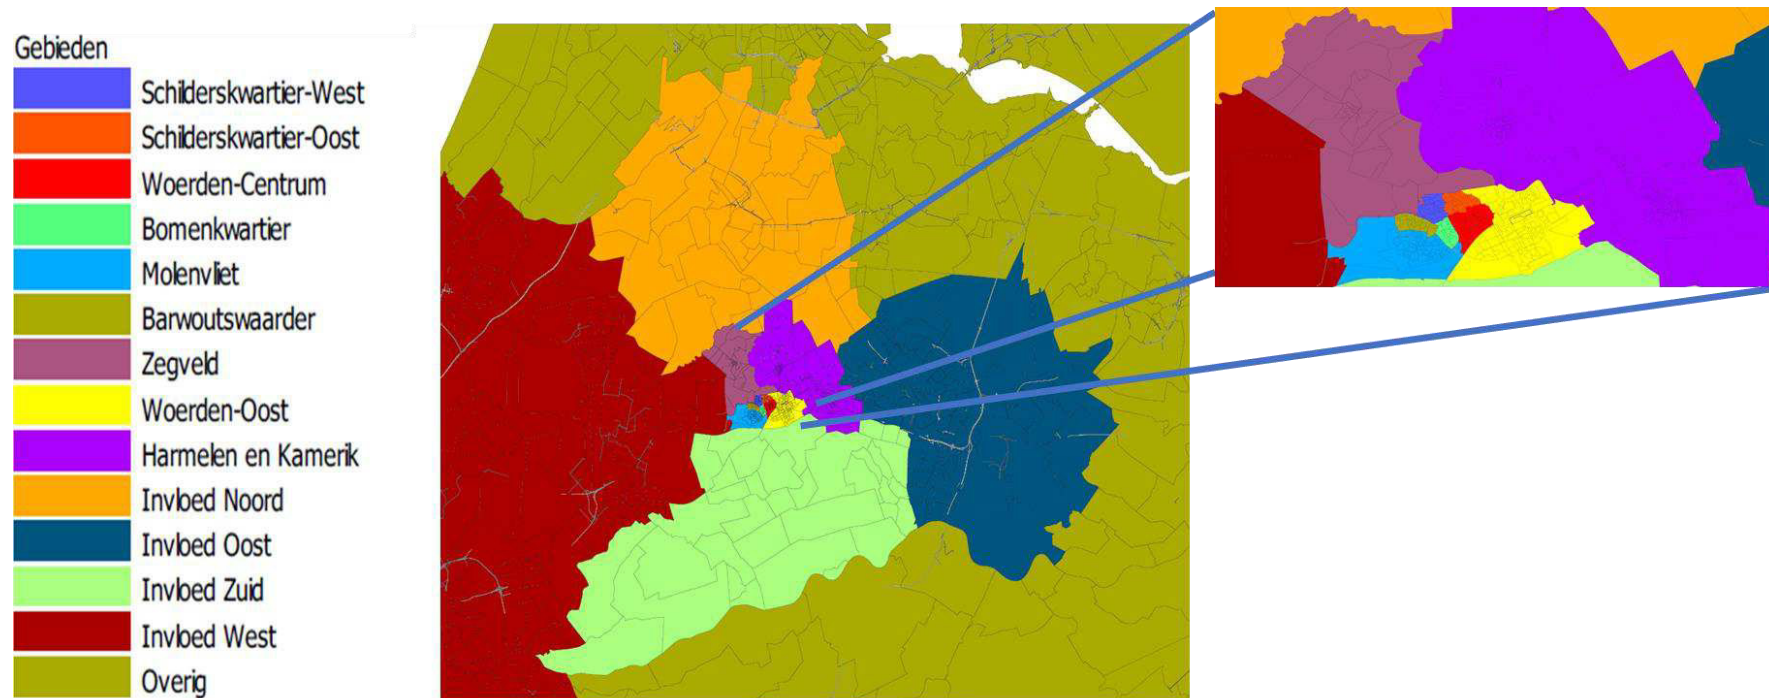 Gebieden
Schilderskwartier-West
Schilderskwartier-Oost
Woerden-Centrum
Bomenkwartier
Molenvliet
Barwoutswaarder
Zegveld
Woerden-Oost
Harmelen en Kamerik
Invloed Noord
Invloed Oost
Invloed Zuid
Invloed West
Overig